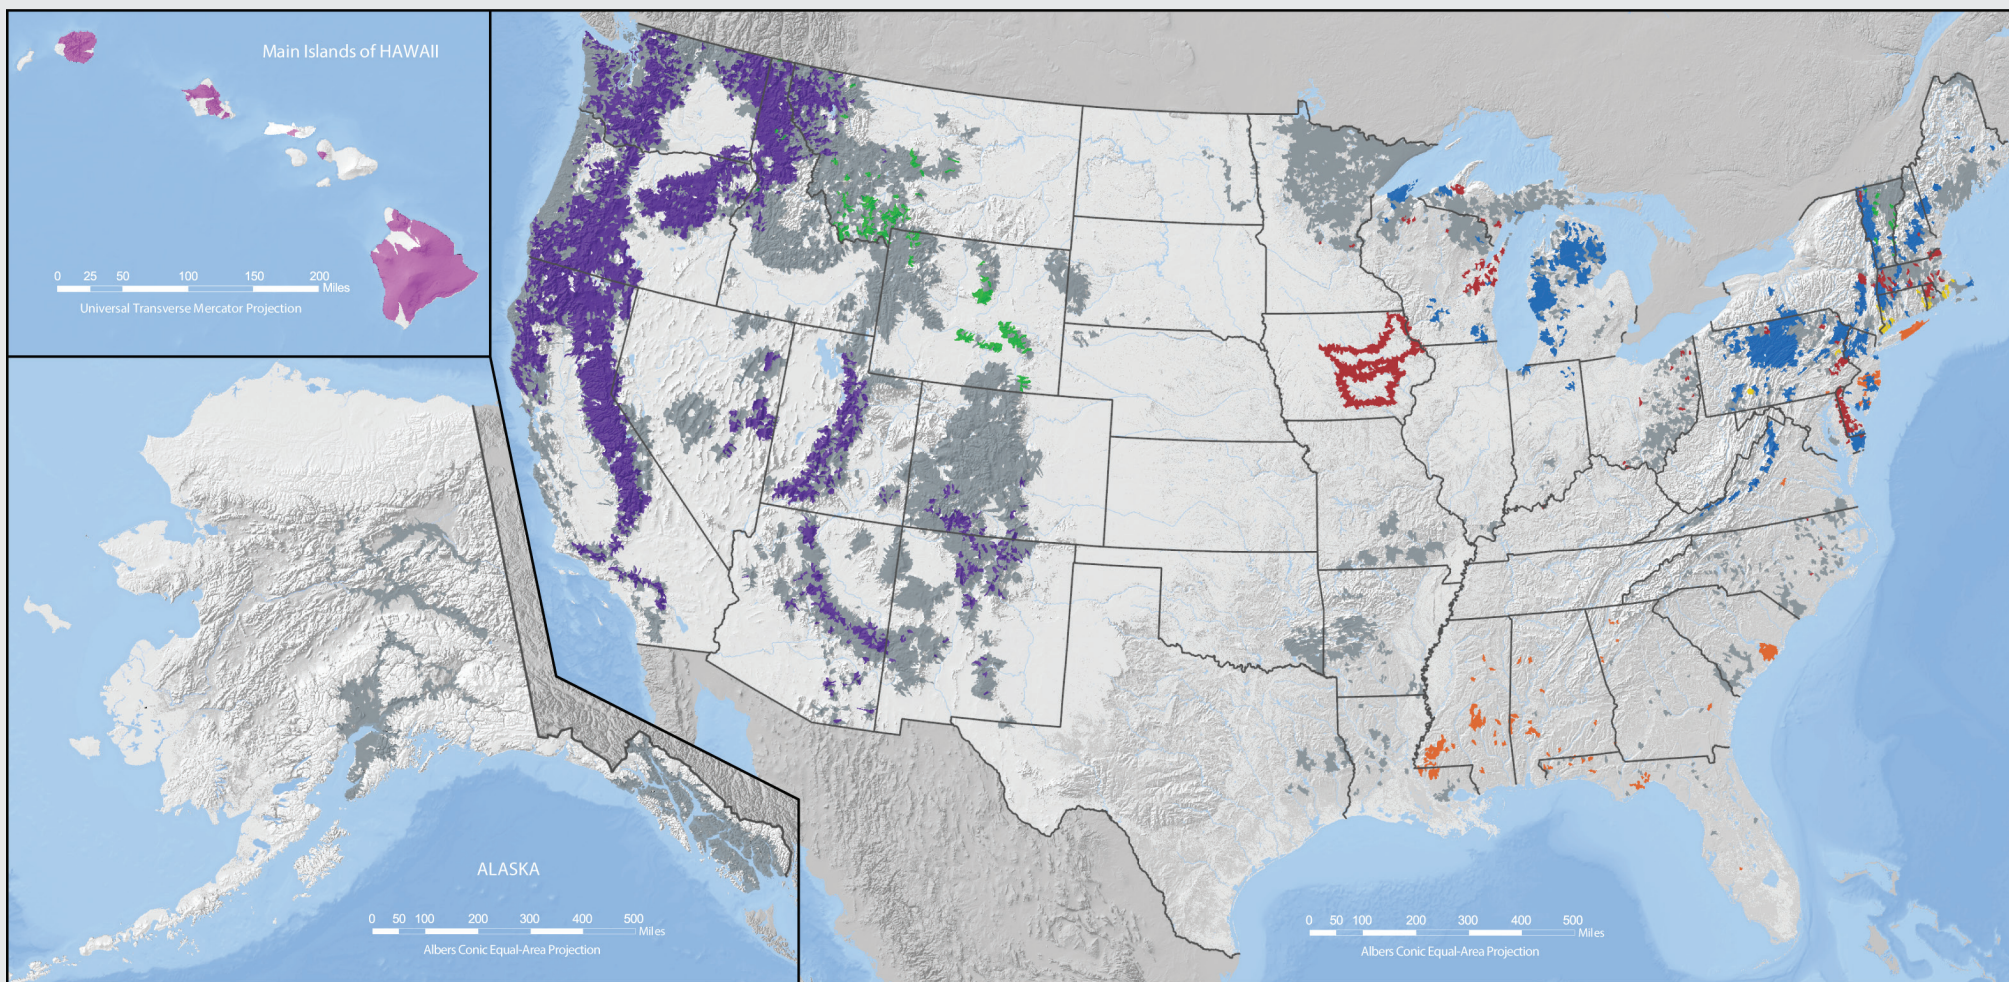 Main Islands of HAWAII
0 25 50 100 150 200
Miles
Universal Transverse Mercator Projection
ALASKA
0 50 100 200 300 400 500
Miles
Albers Conic Equal-Area Projection
0 50 100 200 300 400 500
Miles
Albers Conic Equal-Area Projection